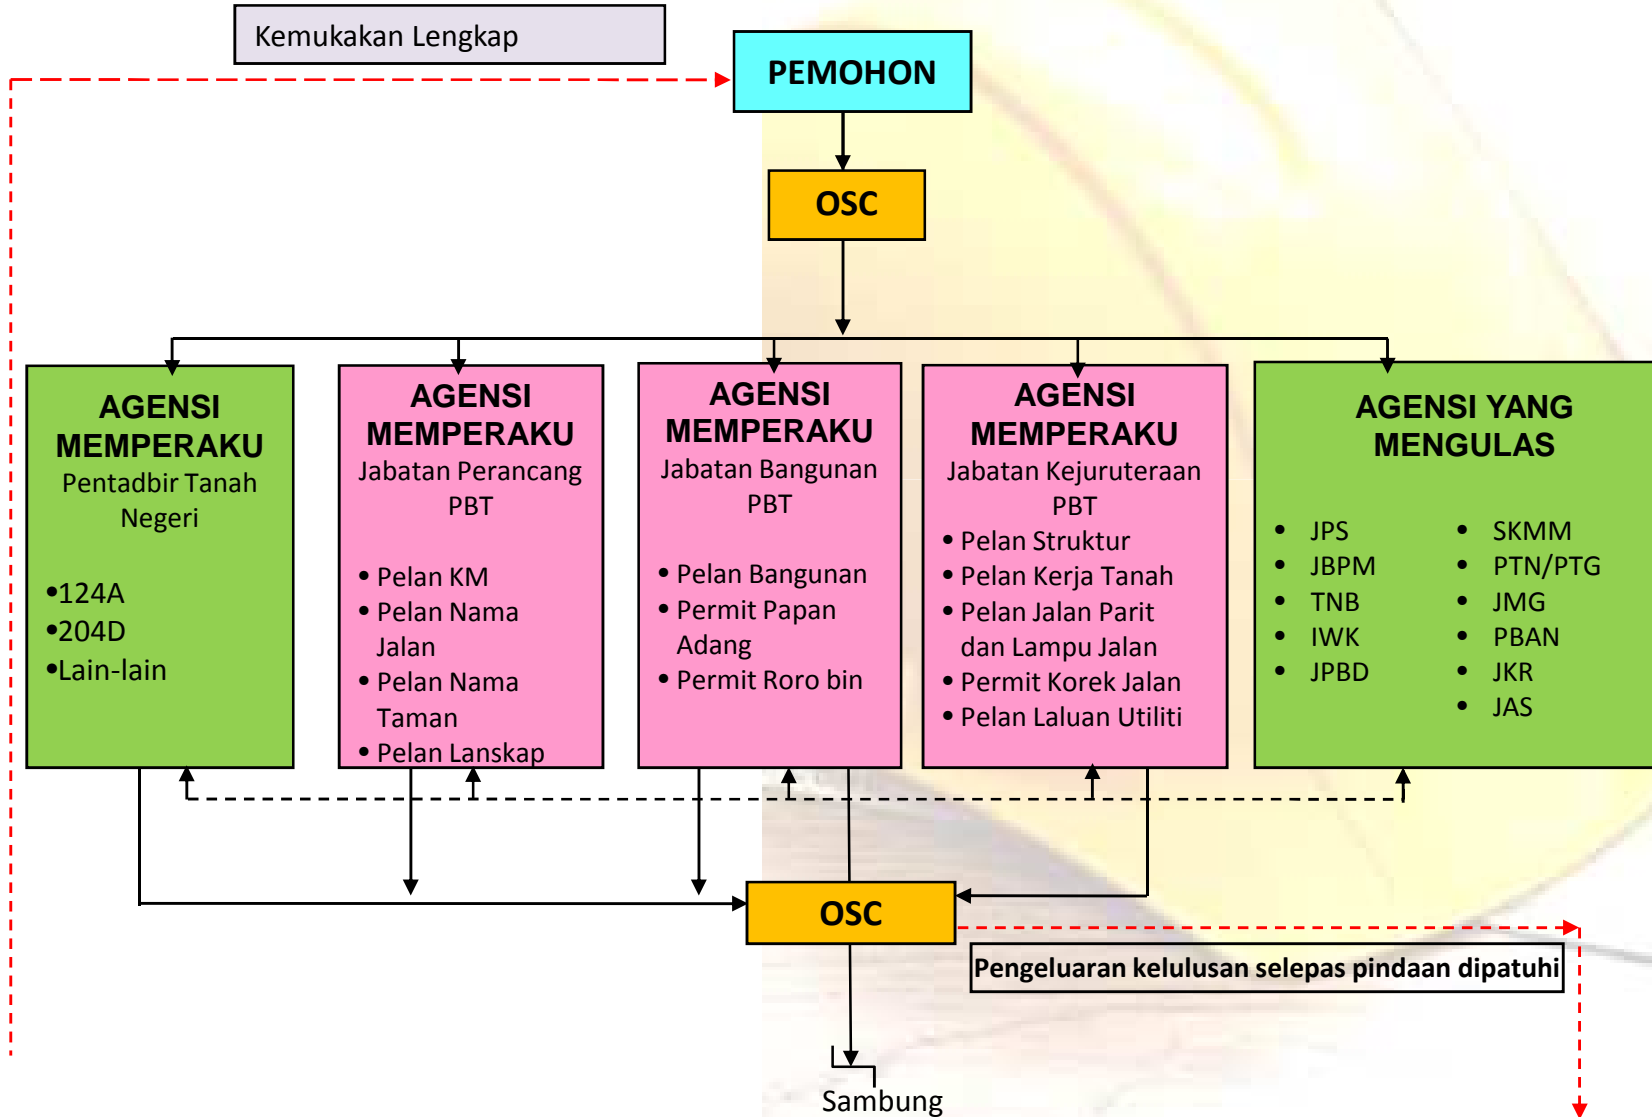 Kemukakan Lengkap
PEMOHON
OSC
AGENSI
MEMPERAKU
Pentadbir Tanah
Negeri
•124A
•204D
•Lain-lain
AGENSI
MEMPERAKU
Jabatan Perancang
PBT
• Pelan KM
• Pelan Nama
Jalan
• Pelan Nama
Taman
• Pelan Lanskap
AGENSI
MEMPERAKU
Jabatan Bangunan
PBT
• Pelan Bangunan
• Permit Papan
Adang
• Permit Roro bin
AGENSI
MEMPERAKU
Jabatan Kejuruteraan
PBT
• Pelan Struktur
• Pelan Kerja Tanah
• Pelan Jalan Parit
dan Lampu Jalan
• Permit Korek Jalan
• Pelan Laluan Utiliti
AGENSI YANG
MENGULAS
• JPS
• JBPM
• TNB
• IWK
• JPBD
• SKMM
• PTN/PTG
• JMG
• PBAN
• JKR
• JAS
OSC
Pengeluaran kelulusan selepas pindaan dipatuhi
Sambung